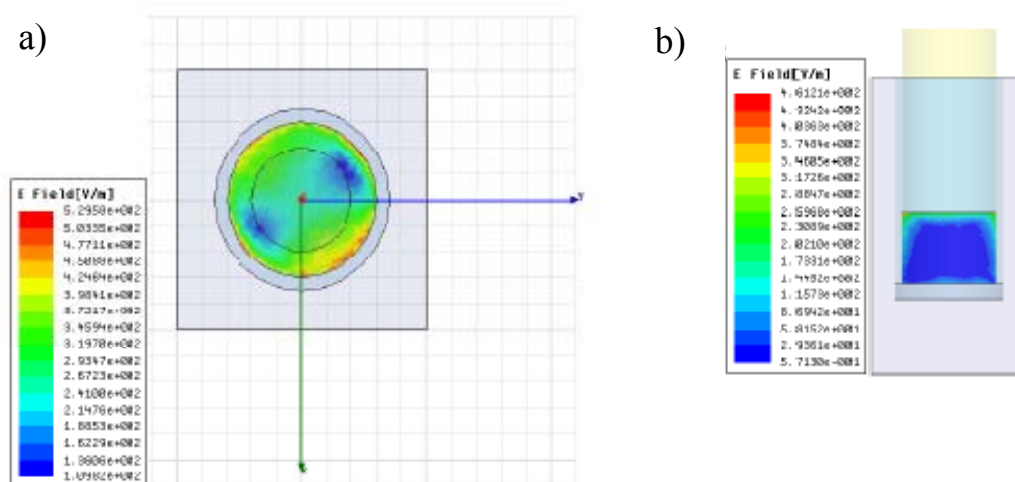 a)
E Field[V/m]
5.2958e+002
5.0335e+002
4.7711e+002
4.5088e+002
4.2464e+002
3.9841e+002
3.7217e+002
3.4594e+002
3.1970e+002
2.9347e+002
2.6723e+002
2.4100e+002
2.1476e+002
1.8853e+002
1.6229e+002
1.3606e+002
1.0982e+002
b)
E Field[V/m]
4.6121e+002
4.3242e+002
4.0363e+002
3.7484e+002
3.4605e+002
3.1726e+002
2.8847e+002
2.5968e+002
2.3089e+002
2.0210e+002
1.7331e+002
1.4452e+002
1.1573e+002
8.6942e+001
5.8152e+001
2.9361e+001
5.7130e-001